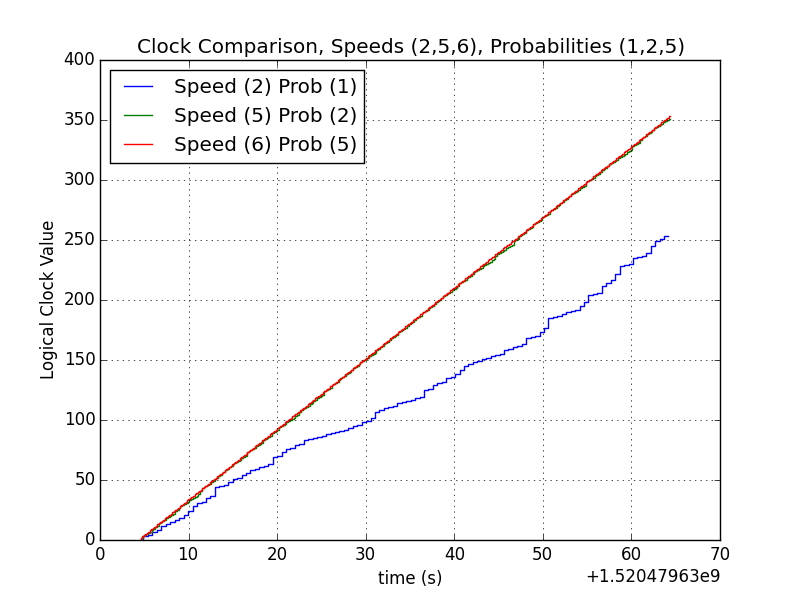 Clock Comparison, Speeds (2,5,6), Probabilities (1,2,5)
400
350
300
250
200
150
100
50
0
Logical Clock Value
Speed (2) Prob (1)
Speed (5) Prob (2)
Speed (6) Prob (5)
0 10 20 30 40 50 60 70
time (s)
+1.52047963e9